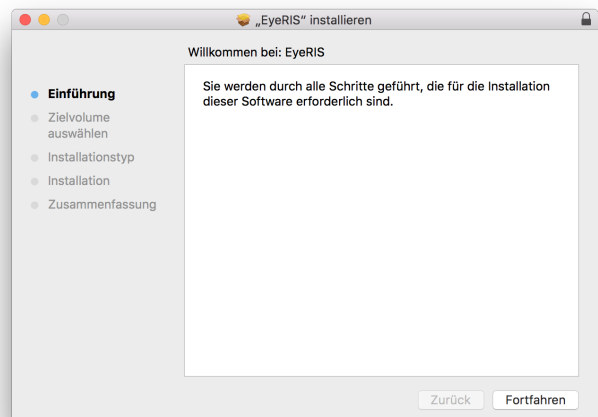 „EyeRIS“ installieren
Willkommen bei: EyeRIS
Einführung
Zielvolume
auswählen
Installationstyp
Installation
Zusammenfassung
Sie werden durch alle Schritte geführt, die für die Installation
dieser Software erforderlich sind.
Zurück
Fortfahren